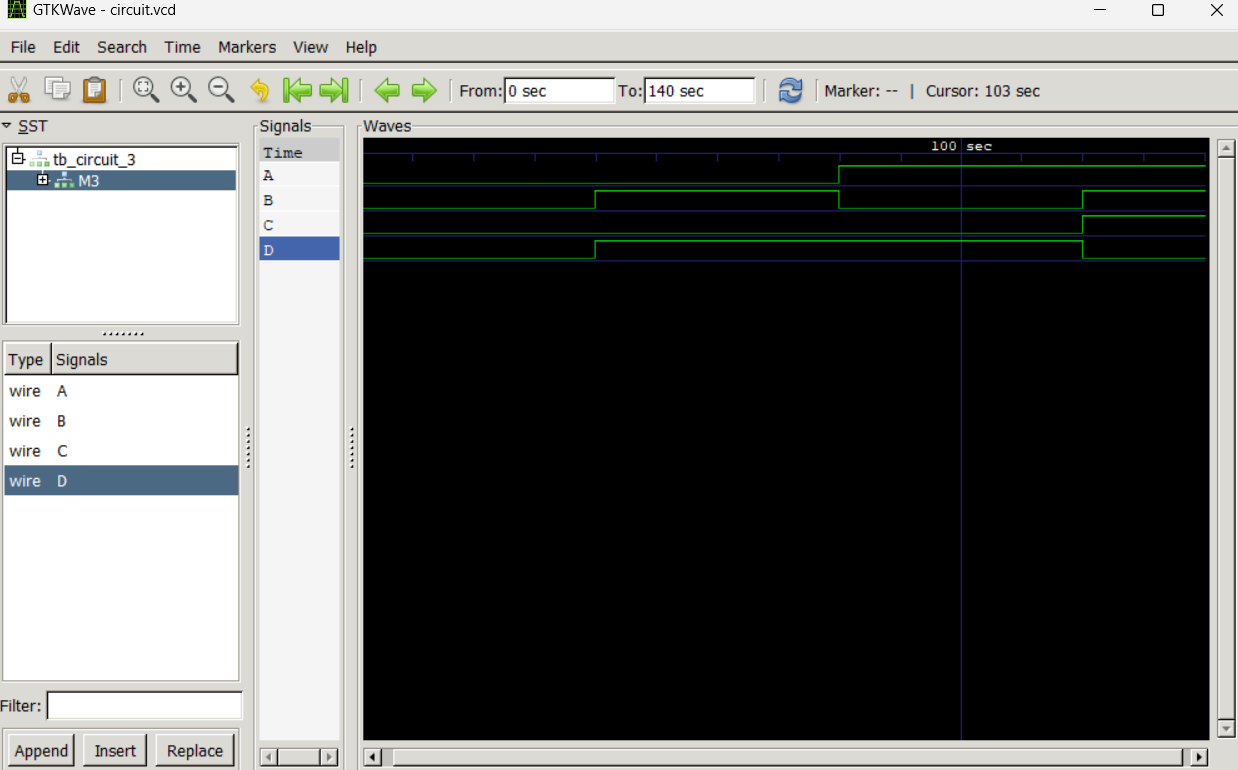 GTKWave - circuit.vcd
File Edit Search Time Markers View Help
From: 0 sec To: 140 sec Marker: -- | Cursor: 103 sec
SST
tb_circuit_3
M3
Type Signals
wire A
wire B
wire C
wire D
Filter:
Append Insert Replace
Signals
Time
A
B
C
D
Waves
100 sec